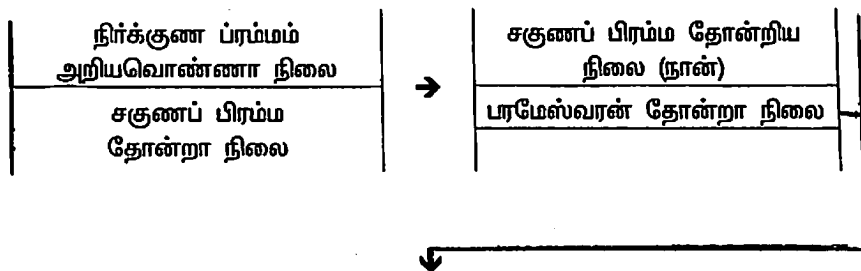 நிர்க்குண ப்ரம்மம்
அறியவொண்ணா நிலை
சகுணப் பிரம்ம
தோன்றா நிலை
சகுணப் பிரம்ம தோன்றிய
நிலை (நான்)
பரமேஸ்வரன் தோன்றா நிலை